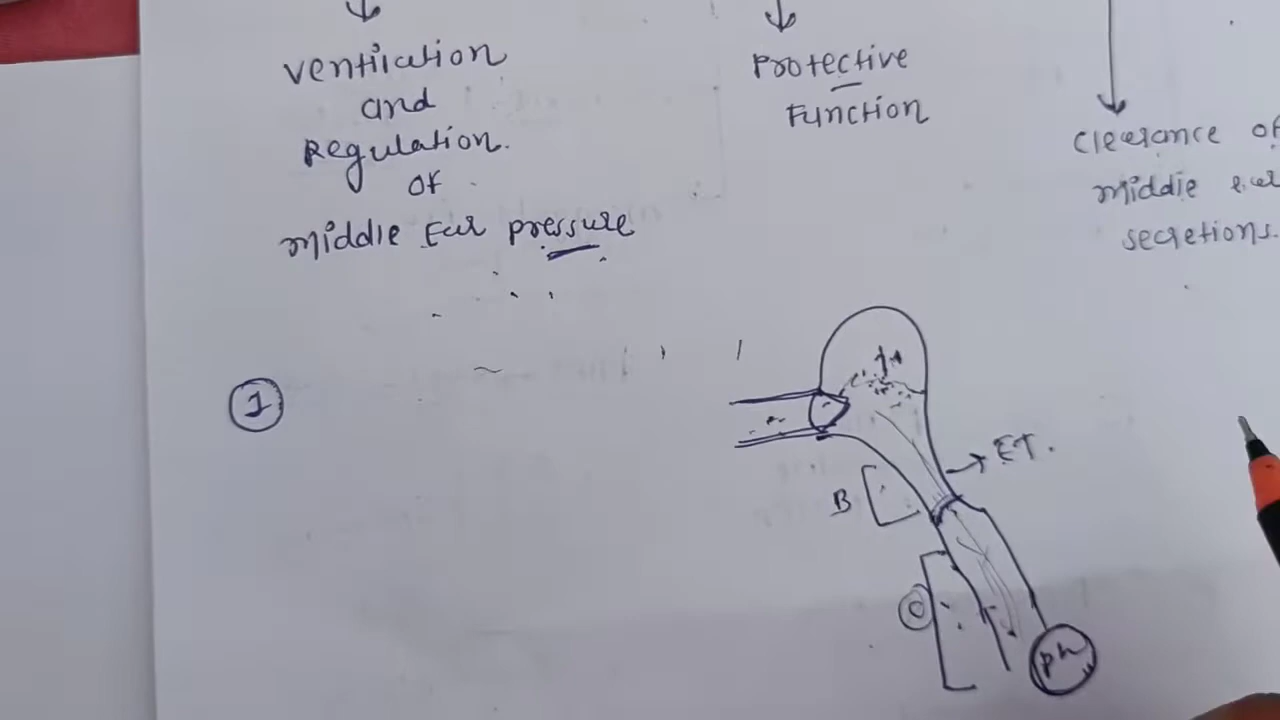 Ventilation
and
Regulation.
of
middle Ear pressure
Protective
Function
Clearance of
middle ear
secretions.
1
ET.
B
C
ph